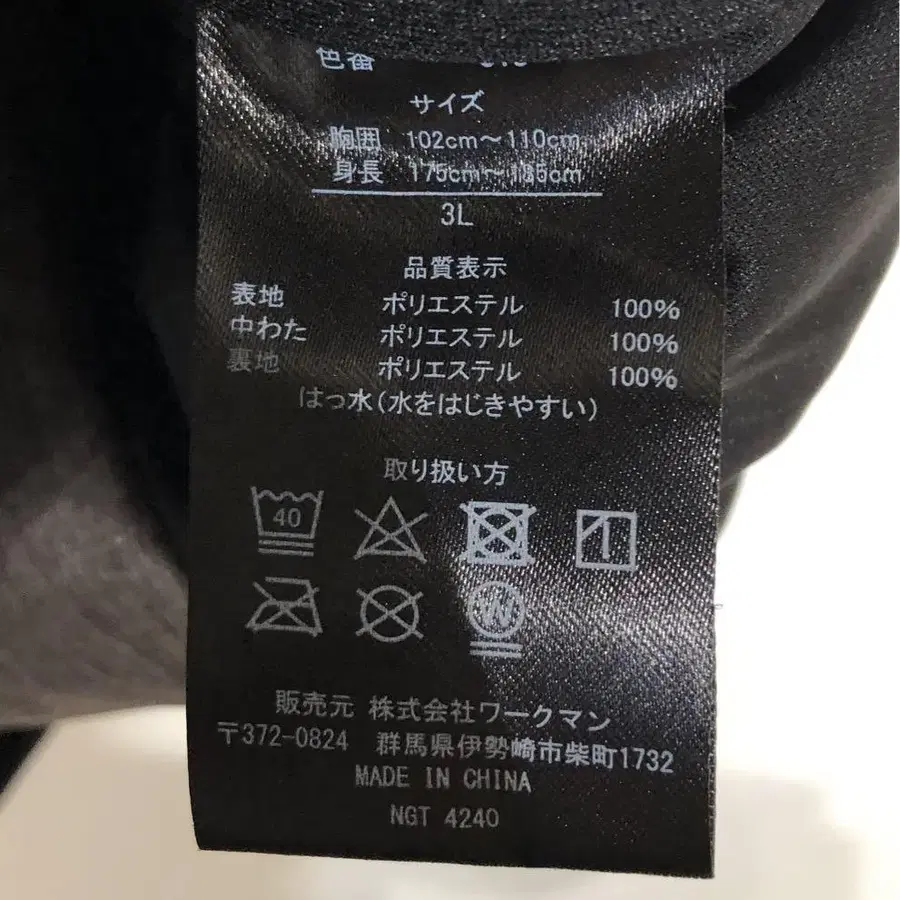 色番
サイズ
胸囲 102cm～110cm
身長 175cm～185cm
3L
品質表示
表地 ポリエステル 100%
中わた ポリエステル 100%
裏地 ポリエステル 100%
はっ水(水をはじきやすい)
取り扱い方
40
W
販売元 株式会社ワークマン
〒372-0824 群馬県伊勢崎市柴町1732
MADE IN CHINA
NGT 4240